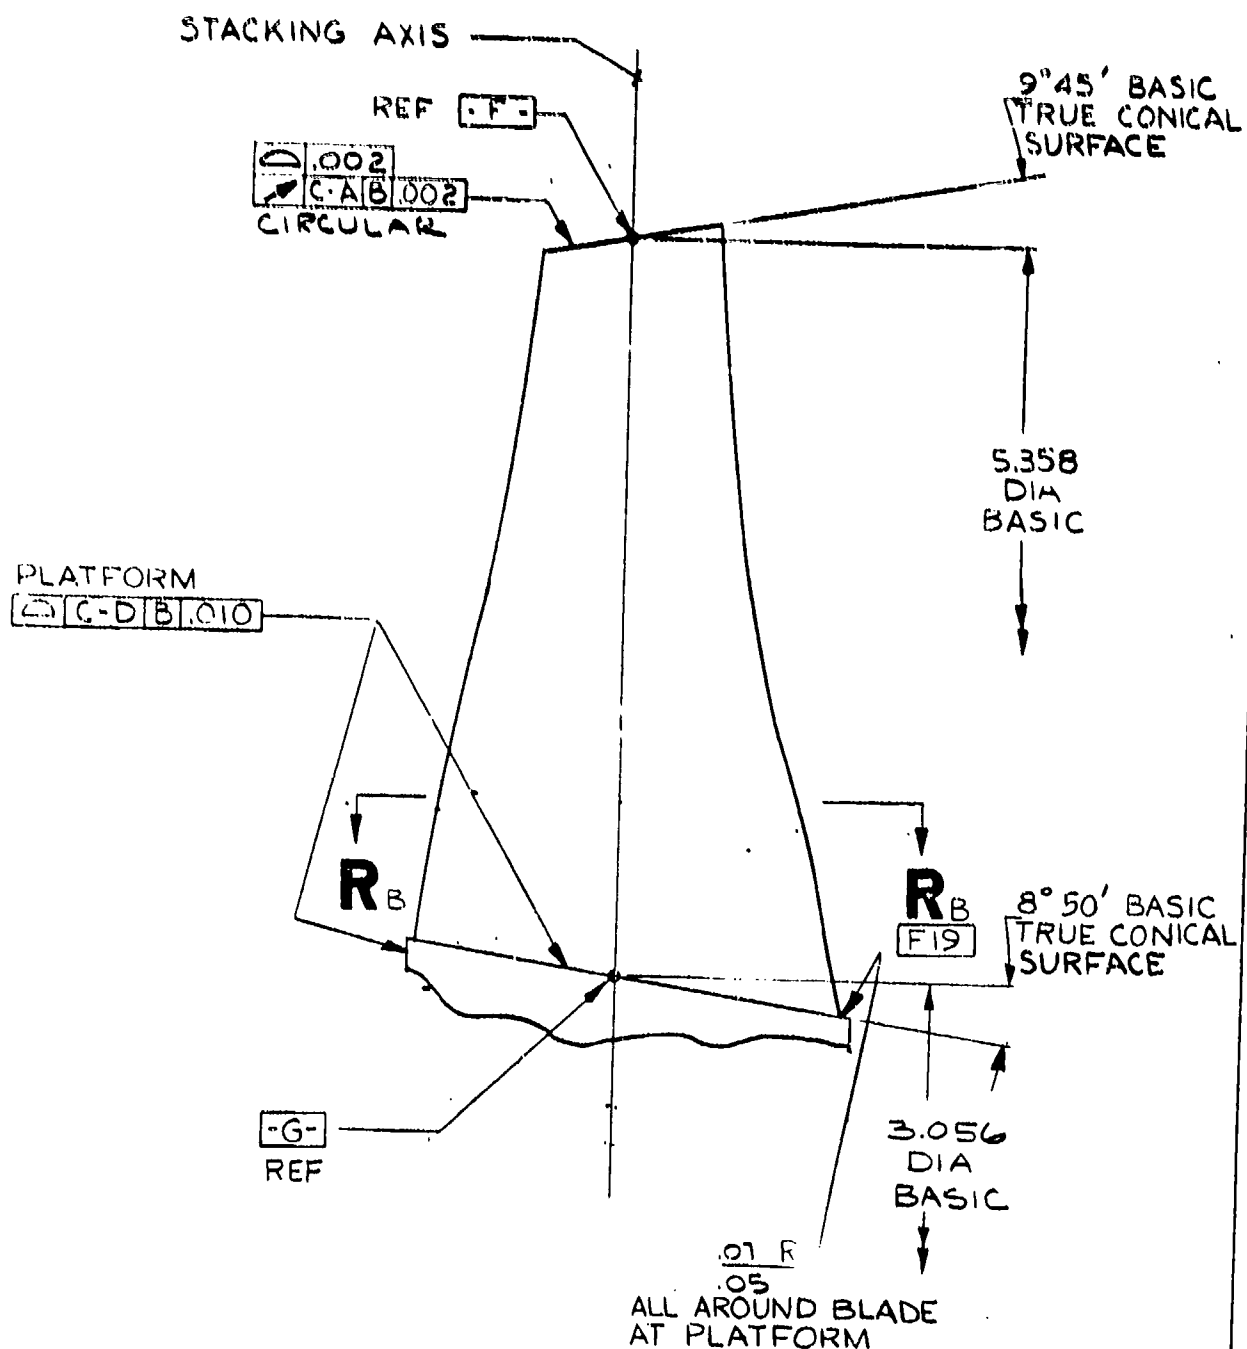 STACKING AXIS
REF -F-
9°45' BASIC
TRUE CONICAL
SURFACE
.002
C-A B .002
CIRCULAR
5.358
DIA
BASIC
PLATFORM
C-D B .010
R B
R B
F19
8°50' BASIC
TRUE CONICAL
SURFACE
-G-
REF
3.056
DIA
BASIC
.07 R
.05
ALL AROUND BLADE
AT PLATFORM